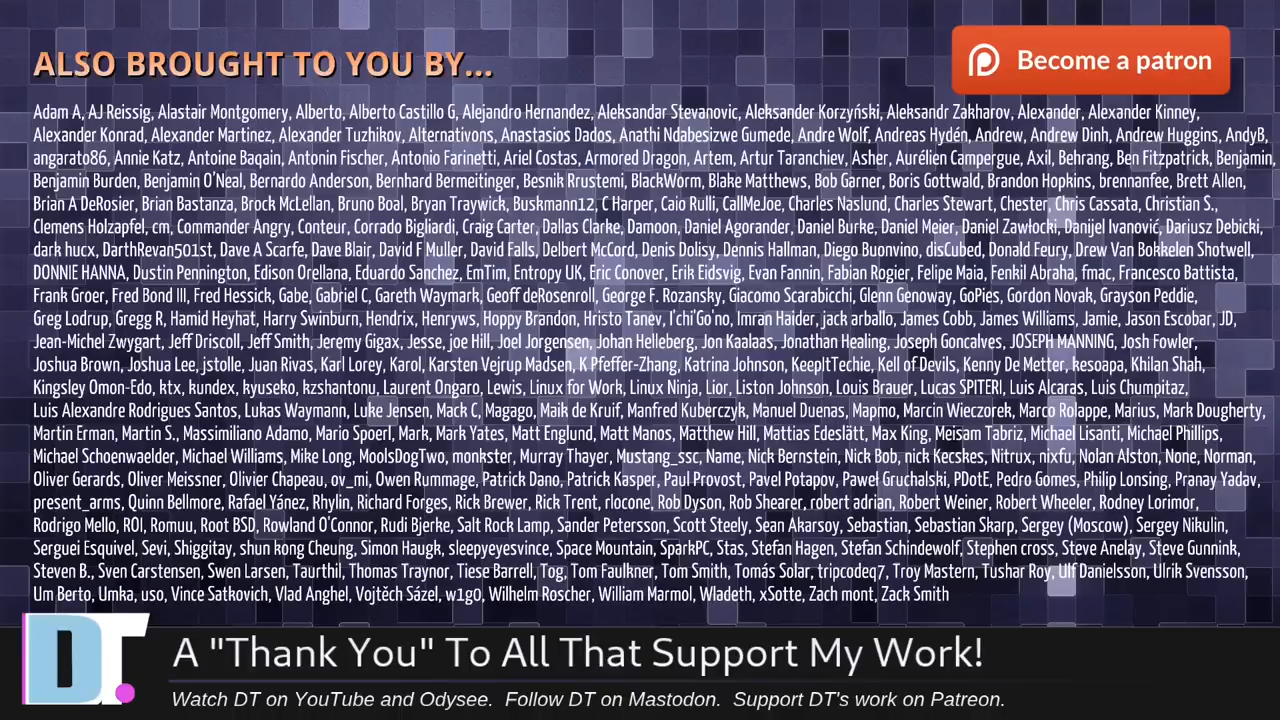 ALSO BROUGHT TO YOU BY...
Become a patron
Adam A, AJ Reissig, Alastair Montgomery, Alberto, Alberto Castillo G, Alejandro Hernandez, Aleksandar Stevanovic, Aleksander Korzyński, Aleksandr Zakharov, Alexander, Alexander Kinney,
Alexander Konrad, Alexander Martinez, Alexander Tuzhikov, Alternativons, Anastasios Dados, Anathi Ndabesizwe Gumede, Andre Wolf, Andreas Hydén, Andrew, Andrew Dinh, Andrew Huggins, AndyB,
angarato86, Annie Katz, Antoine Baqain, Antonin Fischer, Antonio Farinetti, Ariel Costas, Armored Dragon, Artem, Artur Taranchiev, Asher, Aurélien Campergue, Axil, Behrang, Ben Fitzpatrick, Benjamin,
Benjamin Burden, Benjamin O'Neal, Bernardo Anderson, Bernhard Bermeitinger, Besnik Rrustemi, BlackWorm, Blake Matthews, Bob Garner, Boris Gottwald, Brandon Hopkins, brennanfee, Brett Allen,
Brian A DeRosier, Brian Bastanza, Brock McLellan, Bruno Boal, Bryan Traywick, Buskmann12, C Harper, Caio Rulli, CallMeJoe, Charles Naslund, Charles Stewart, Chester, Chris Cassata, Christian S.,
Clemens Holzapfel, cm, Commander Angry, Conteur, Corrado Bigliardi, Craig Carter, Dallas Clarke, Damoon, Daniel Agorander, Daniel Burke, Daniel Meier, Daniel Zawłocki, Danijel Ivanović, Dariusz Debicki,
dark hucx, DarthRevan501st, Dave A Scarfe, Dave Blair, David F Muller, David Falls, Delbert McCord, Denis Dolisy, Dennis Hallman, Diego Buonvino, disCubed, Donald Feury, Drew Van Bokkelen Shotwell,
DONNIE HANNA, Dustin Pennington, Edison Orellana, Eduardo Sanchez, EmTim, Entropy UK, Eric Conover, Erik Eidsvig, Evan Fannin, Fabian Rogier, Felipe Maia, Fenkil Abraha, fmac, Francesco Battista,
Frank Groer, Fred Bond III, Fred Hessick, Gabe, Gabriel C, Gareth Waymark, Geoff deRosenroll, George F. Rozansky, Giacomo Scarabicchi, Glenn Genoway, GoPies, Gordon Novak, Grayson Peddie,
Greg Lodrup, Gregg R, Hamid Heyhat, Harry Swinburn, Hendrix, Henryws, Hoppy Brandon, Hristo Tanev, I'chi'Go'no, Imran Haider, jack arballo, James Cobb, James Williams, Jamie, Jason Escobar, JD,
Jean-Michel Zwygart, Jeff Driscoll, Jeff Smith, Jeremy Gigax, Jesse, joe Hill, Joel Jorgensen, Johan Helleberg, Jon Kaalaas, Jonathan Healing, Joseph Goncalves, JOSEPH MANNING, Josh Fowler,
Joshua Brown, Joshua Lee, jstolle, Juan Rivas, Karl Lorey, Karol, Karsten Vejrup Madsen, K Pfeffer-Zhang, Katrina Johnson, KeepItTechie, Kell of Devils, Kenny De Metter, kesoapa, Khilan Shah,
Kingsley Omon-Edo, ktx, kundex, kyuseko, kzshantonu, Laurent Ongaro, Lewis, Linux for Work, Linux Ninja, Lior, Liston Johnson, Louis Brauer, Lucas SPITERI, Luis Alcaras, Luis Chumpitaz,
Luis Alexandre Rodrigues Santos, Lukas Waymann, Luke Jensen, Mack C, Magago, Maik de Kruif, Manfred Kuberczyk, Manuel Duenas, Mapmo, Marcin Wieczorek, Marco Rolappe, Marius, Mark Dougherty,
Martin Erman, Martin S., Massimiliano Adamo, Mario Spoerl, Mark, Mark Yates, Matt Englund, Matt Manos, Matthew Hill, Mattias Edeslätt, Max King, Meisam Tabriz, Michael Lisanti, Michael Phillips,
Michael Schoenwaelder, Michael Williams, Mike Long, MoolsDogTwo, monkster, Murray Thayer, Mustang_ssc, Name, Nick Bernstein, Nick Bob, nick Kecskes, Nitrux, nixfu, Nolan Alston, None, Norman,
Oliver Gerards, Oliver Meissner, Olivier Chapeau, ov_mi, Owen Rummage, Patrick Dano, Patrick Kasper, Paul Provost, Pavel Potapov, Paweł Gruchalski, PDotE, Pedro Gomes, Philip Lonsing, Pranay Yadav,
present_arms, Quinn Bellmore, Rafael Yánez, Rhylin, Richard Forges, Rick Brewer, Rick Trent, rlocone, Rob Dyson, Rob Shearer, robert adrian, Robert Weiner, Robert Wheeler, Rodney Lorimor,
Rodrigo Mello, ROI, Romuu, Root BSD, Rowland O'Connor, Rudi Bjerke, Salt Rock Lamp, Sander Petersson, Scott Steely, Sean Akarsoy, Sebastian, Sebastian Skarp, Sergey (Moscow), Sergey Nikulin,
Serguei Esquivel, Sevi, Shiggitay, shun kong Cheung, Simon Haugk, sleepyeyesvince, Space Mountain, SparkPC, Stas, Stefan Hagen, Stefan Schindewolf, Stephen cross, Steve Anelay, Steve Gunnink,
Steven B., Sven Carstensen, Swen Larsen, Taurthil, Thomas Traynor, Tiese Barrell, Tog, Tom Faulkner, Tom Smith, Tomás Solar, tripcodeq7, Troy Mastern, Tushar Roy, Ulf Danielsson, Ulrik Svensson,
Um Berto, Umka, uso, Vince Satkovich, Vlad Anghel, Vojtěch Sázel, w1g0, Wilhelm Roscher, William Marmol, Wladeth, xSotte, Zach mont, Zack Smith
DT.
A "Thank You" To All That Support My Work!
Watch DT on YouTube and Odysee. Follow DT on Mastodon. Support DT's work on Patreon.